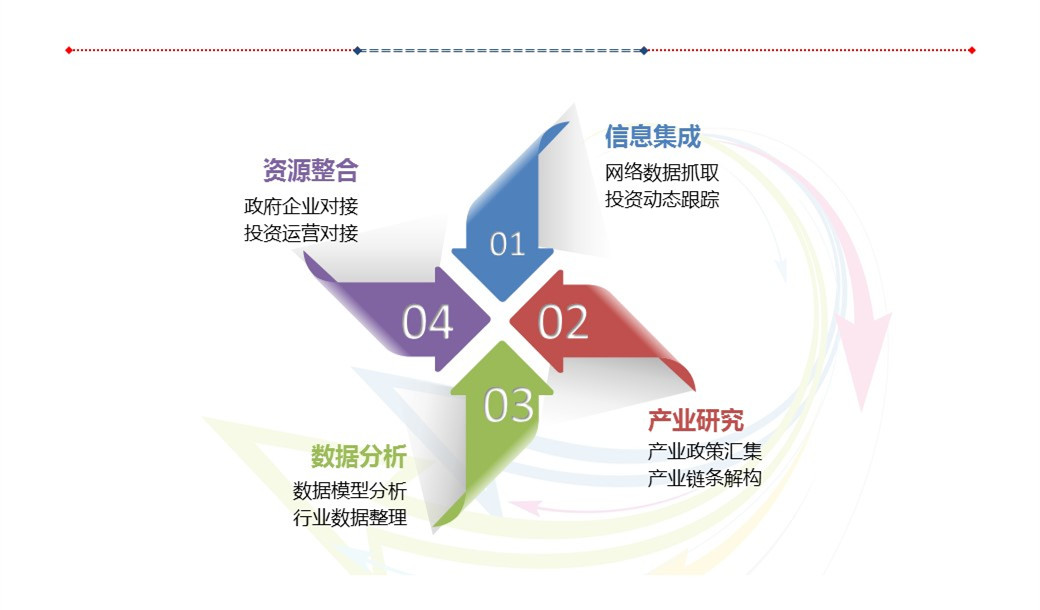 信息集成
网络数据抓取
投资动态跟踪
资源整合
政府企业对接
投资运营对接
01
04
02
03
产业研究
产业政策汇集
产业链条解构
数据分析
数据模型分析
行业数据整理